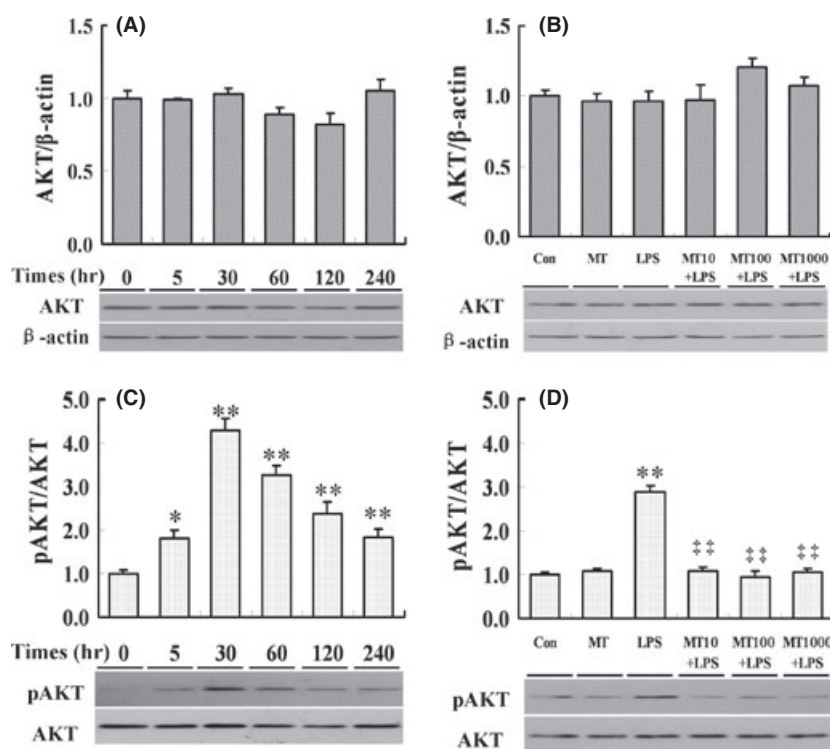 (A)
AKT/β-actin
1.5
1.0
0.5
0.0
Times (hr) 0 5 30 60 120 240
AKT
β-actin
(B)
AKT/β-actin
1.5
1.0
0.5
0.0
Con MT LPS MT10 MT100 MT1000
+LPS +LPS +LPS
AKT
β-actin
(C)
pAKT/AKT
5.0
4.0
3.0
2.0
1.0
0.0
* ** ** ** **
Times (hr) 0 5 30 60 120 240
pAKT
AKT
(D)
pAKT/AKT
5.0
4.0
3.0
2.0
1.0
0.0
** ‡‡ ‡‡ ‡‡
Con MT LPS MT10 MT100 MT1000
+LPS +LPS +LPS
pAKT
AKT